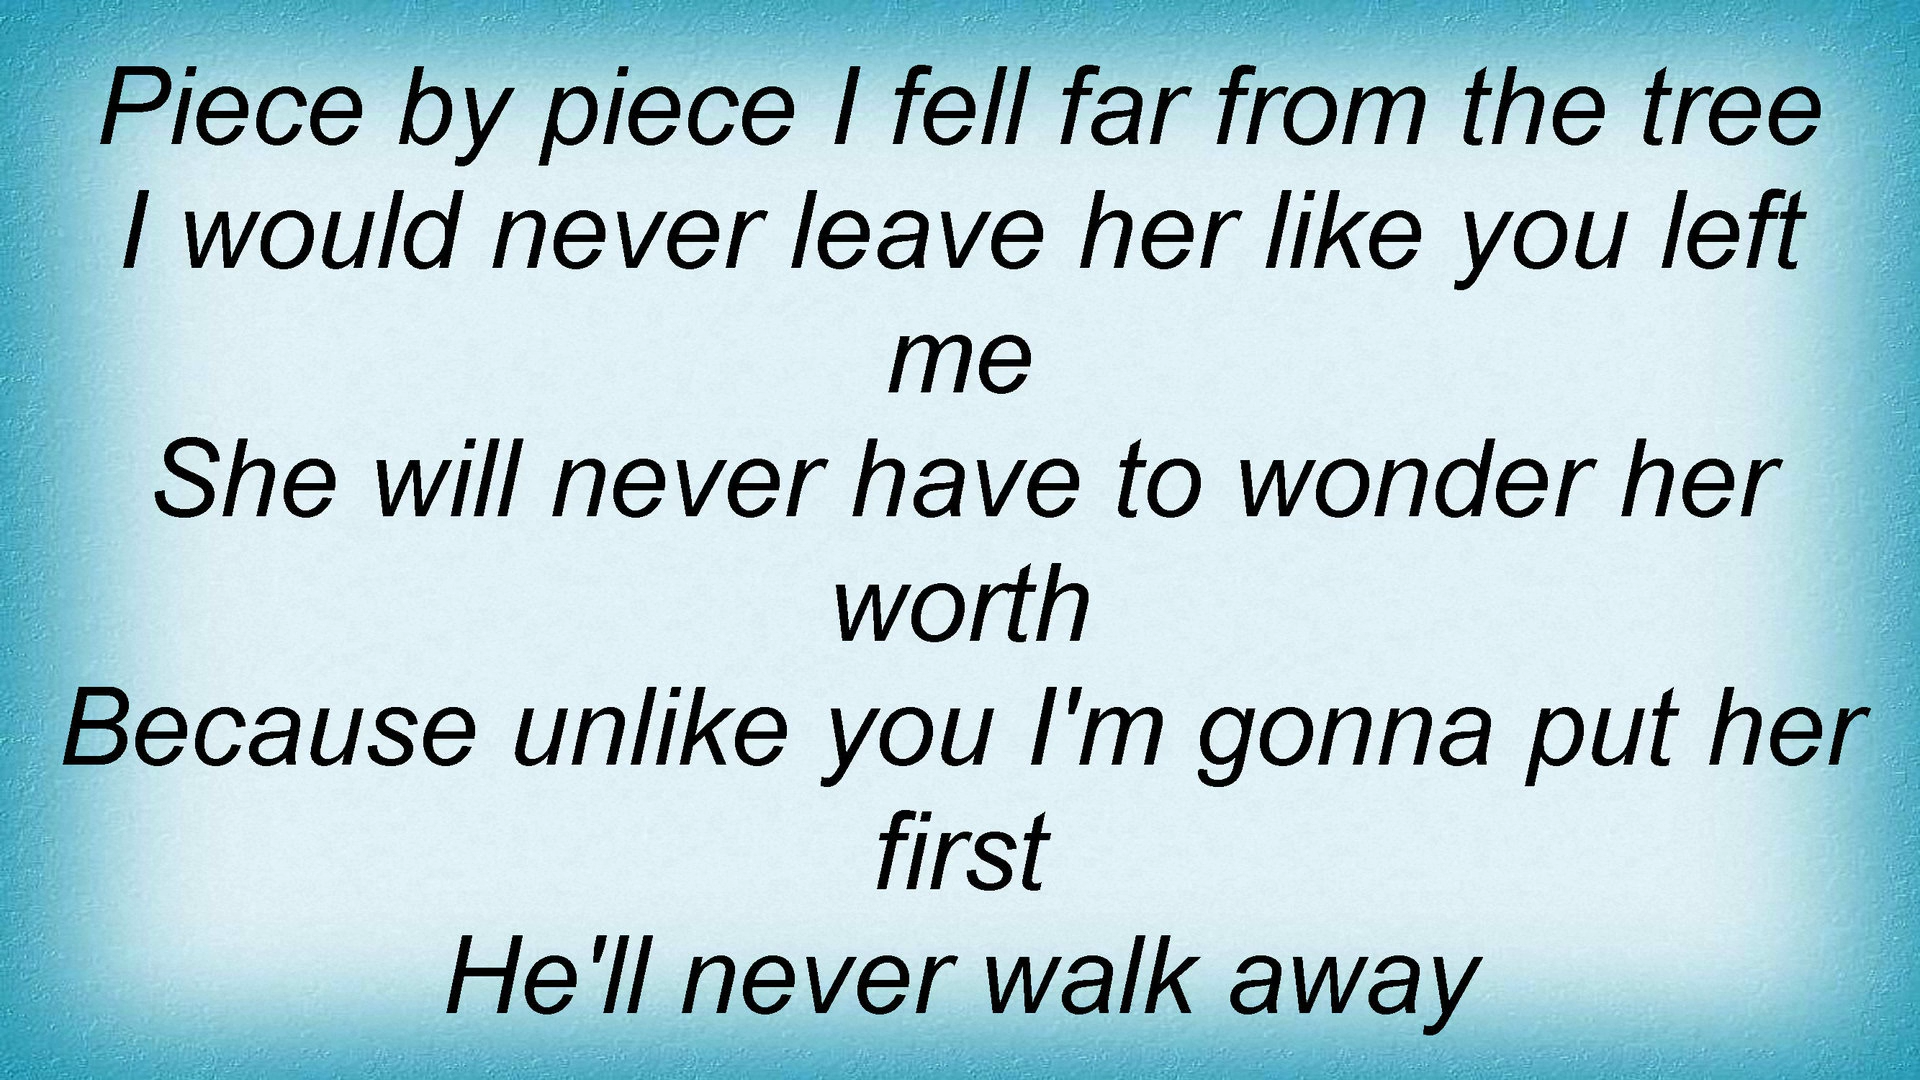 Piece by piece I fell far from the tree
I would never leave her like you left
me
She will never have to wonder her
worth
Because unlike you I'm gonna put her
first
He'll never walk away